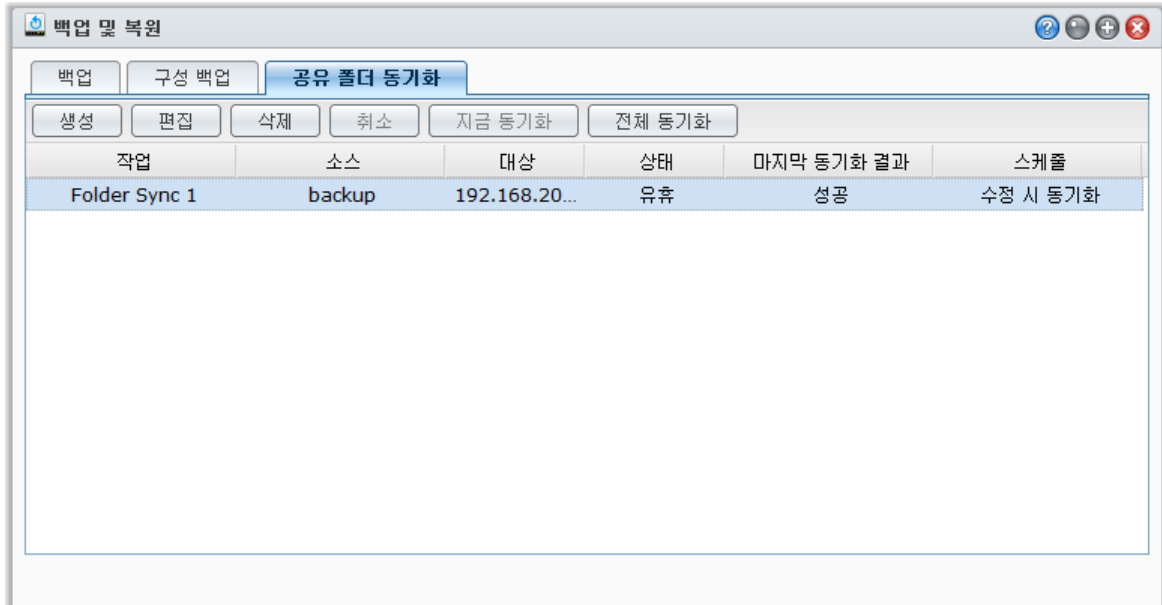 백업 및 복원
백업 구성 백업 공유 폴더 동기화
생성 편집 삭제 취소 지금 동기화 전체 동기화
작업 소스 대상 상태 마지막 동기화 결과 스케줄
Folder Sync 1 backup 192.168.20... 유휴 성공 수정 시 동기화